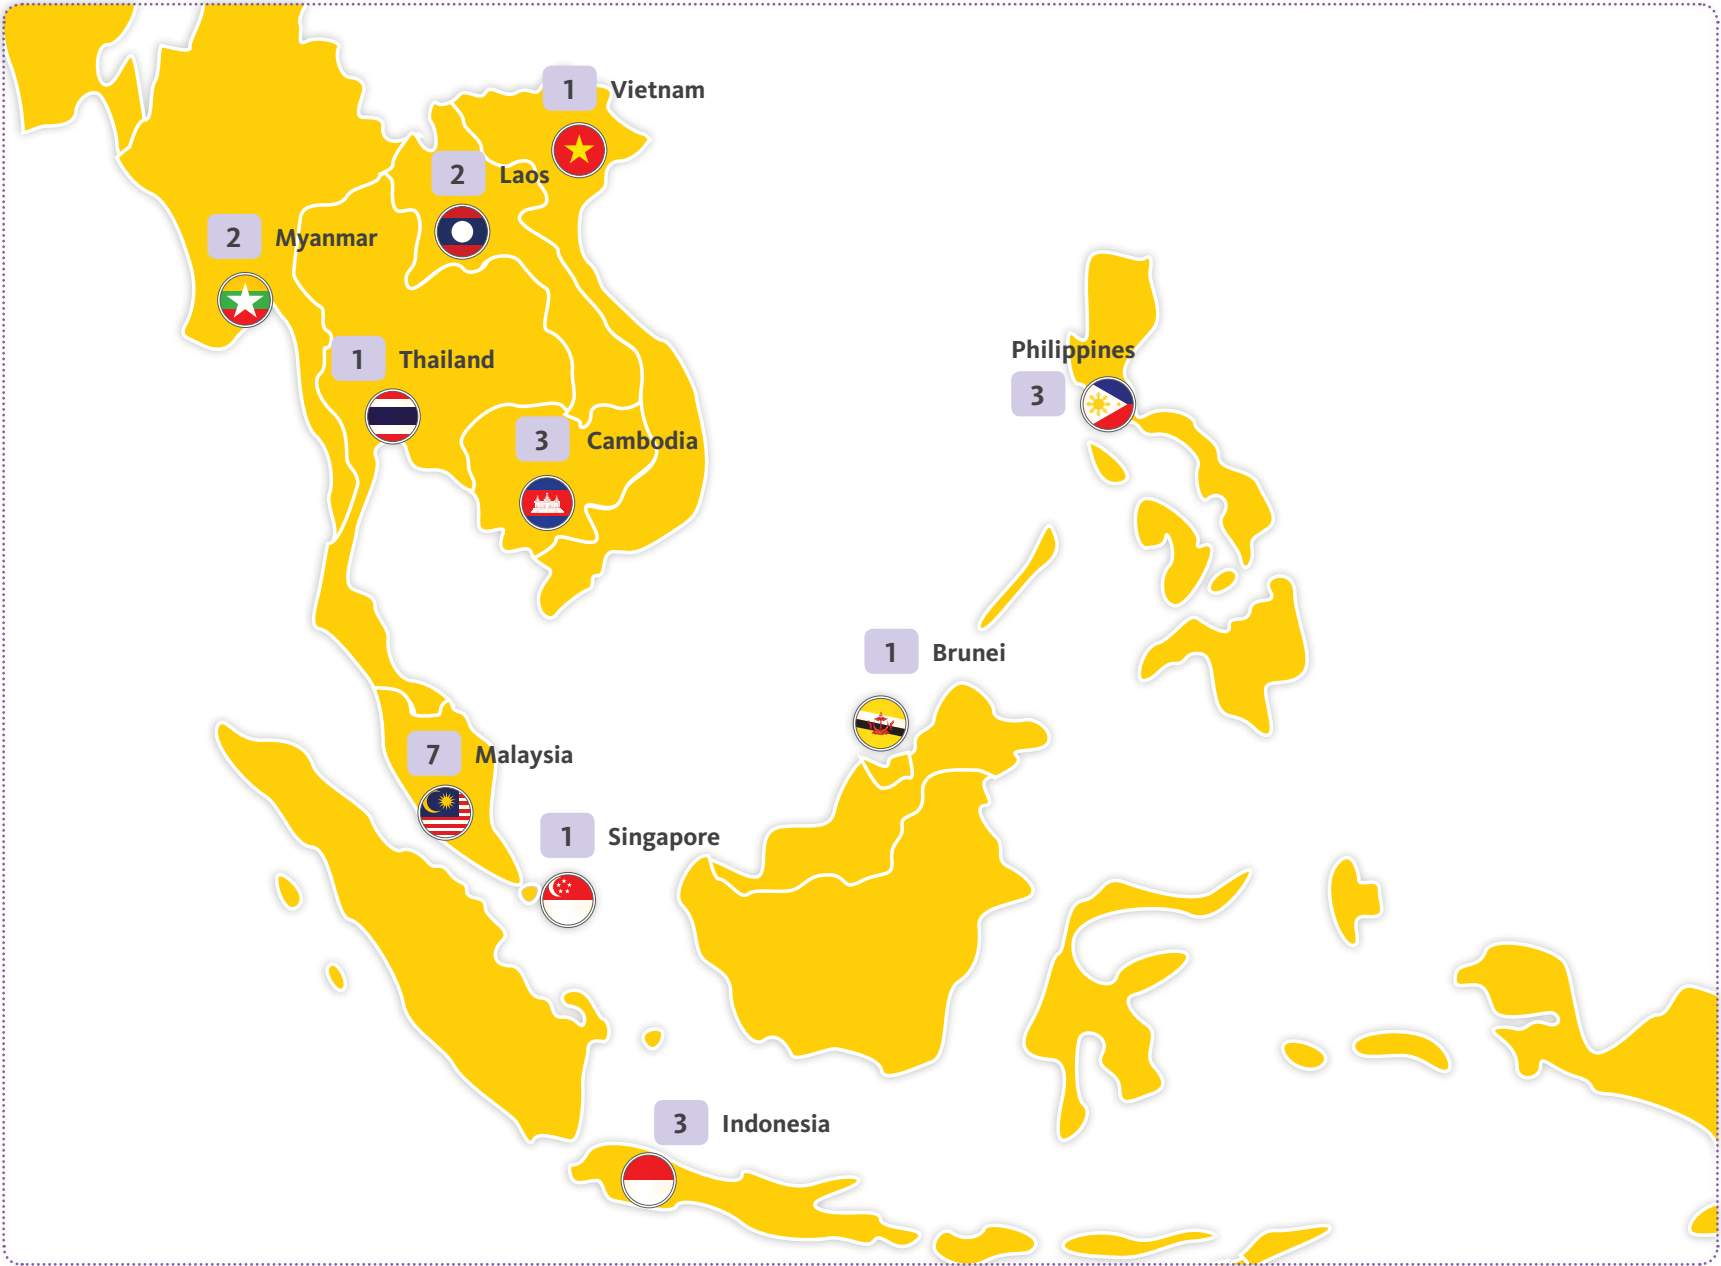 1 Vietnam
2 Laos
2 Myanmar
Philippines
1 Thailand
3
3 Cambodia
1 Brunei
7 Malaysia
1 Singapore
3 Indonesia